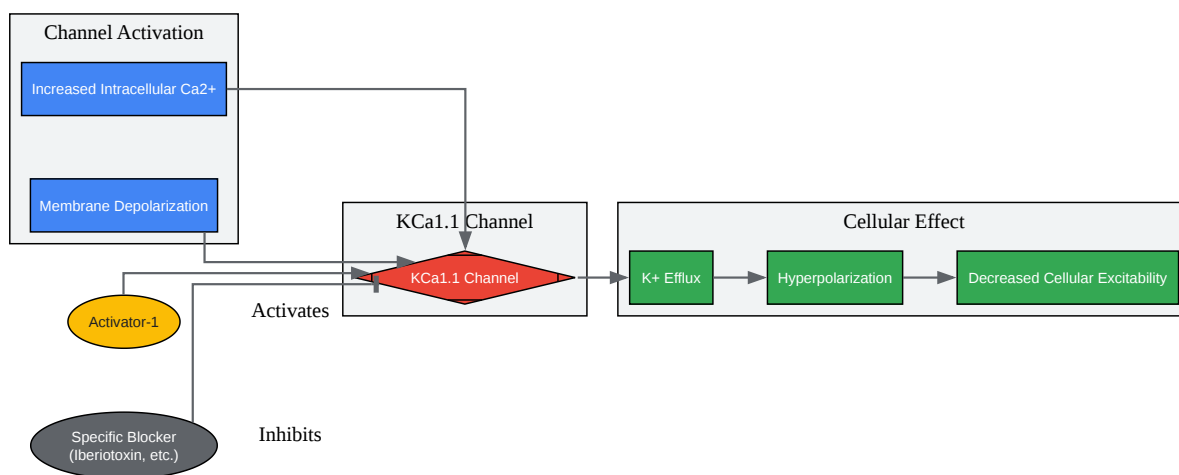 Channel Activation
Increased Intracellular Ca2+
Membrane Depolarization
KCa1.1 Channel
KCa1.1 Channel
Cellular Effect
K+ Efflux
Hyperpolarization
Decreased Cellular Excitability
Activator-1
Activates
Specific Blocker
(Iberiotoxin, etc.)
Inhibits